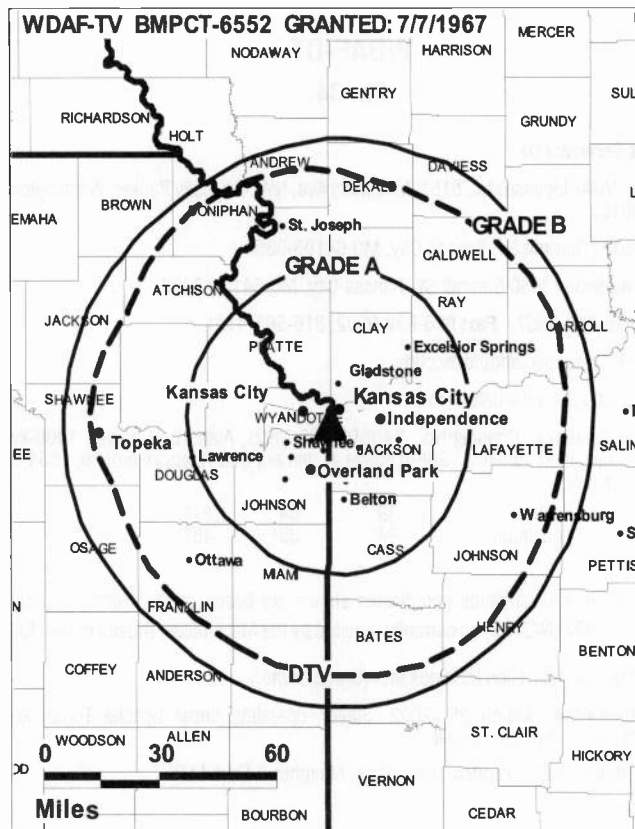 WDAF-TV BMPCT-6552 GRANTED: 7/7/1967
MERCER
NODAWAY
HARRISON
GENTRY
SUL
RICHARDSON
GRUNDY
HOLT
ANDREW
DAVIESS
DEKALB
EMAHA
BROWN
DONIPHAN
St. Joseph
GRADE B
CALDWELL
GRADE A
ATCHISON
RAY
JACKSON
CLAY
CARROLL
PLATTE
Excelsior Springs
Gladstone
SHAWNEE
Kansas City
Kansas City
WYANDOTTE
Independence
Topeka
Shawnee
SALIN
EE
Lawrence
JACKSON
LAFAYETTE
DOUGLAS
Overland Park
JOHNSON
Belton
Warrensburg
OSAGE
CASS
JOHNSON
S
Ottawa
PETTIS
MIAMI
FRANKLIN
HENRY
BATES
BENTON
COFFEY
ANDERSON
DTV
ST. CLAIR
WOODSON
ALLEN
0 30 60
HICKORY
OD
VERNON
Miles
BOURBON
CEDAR